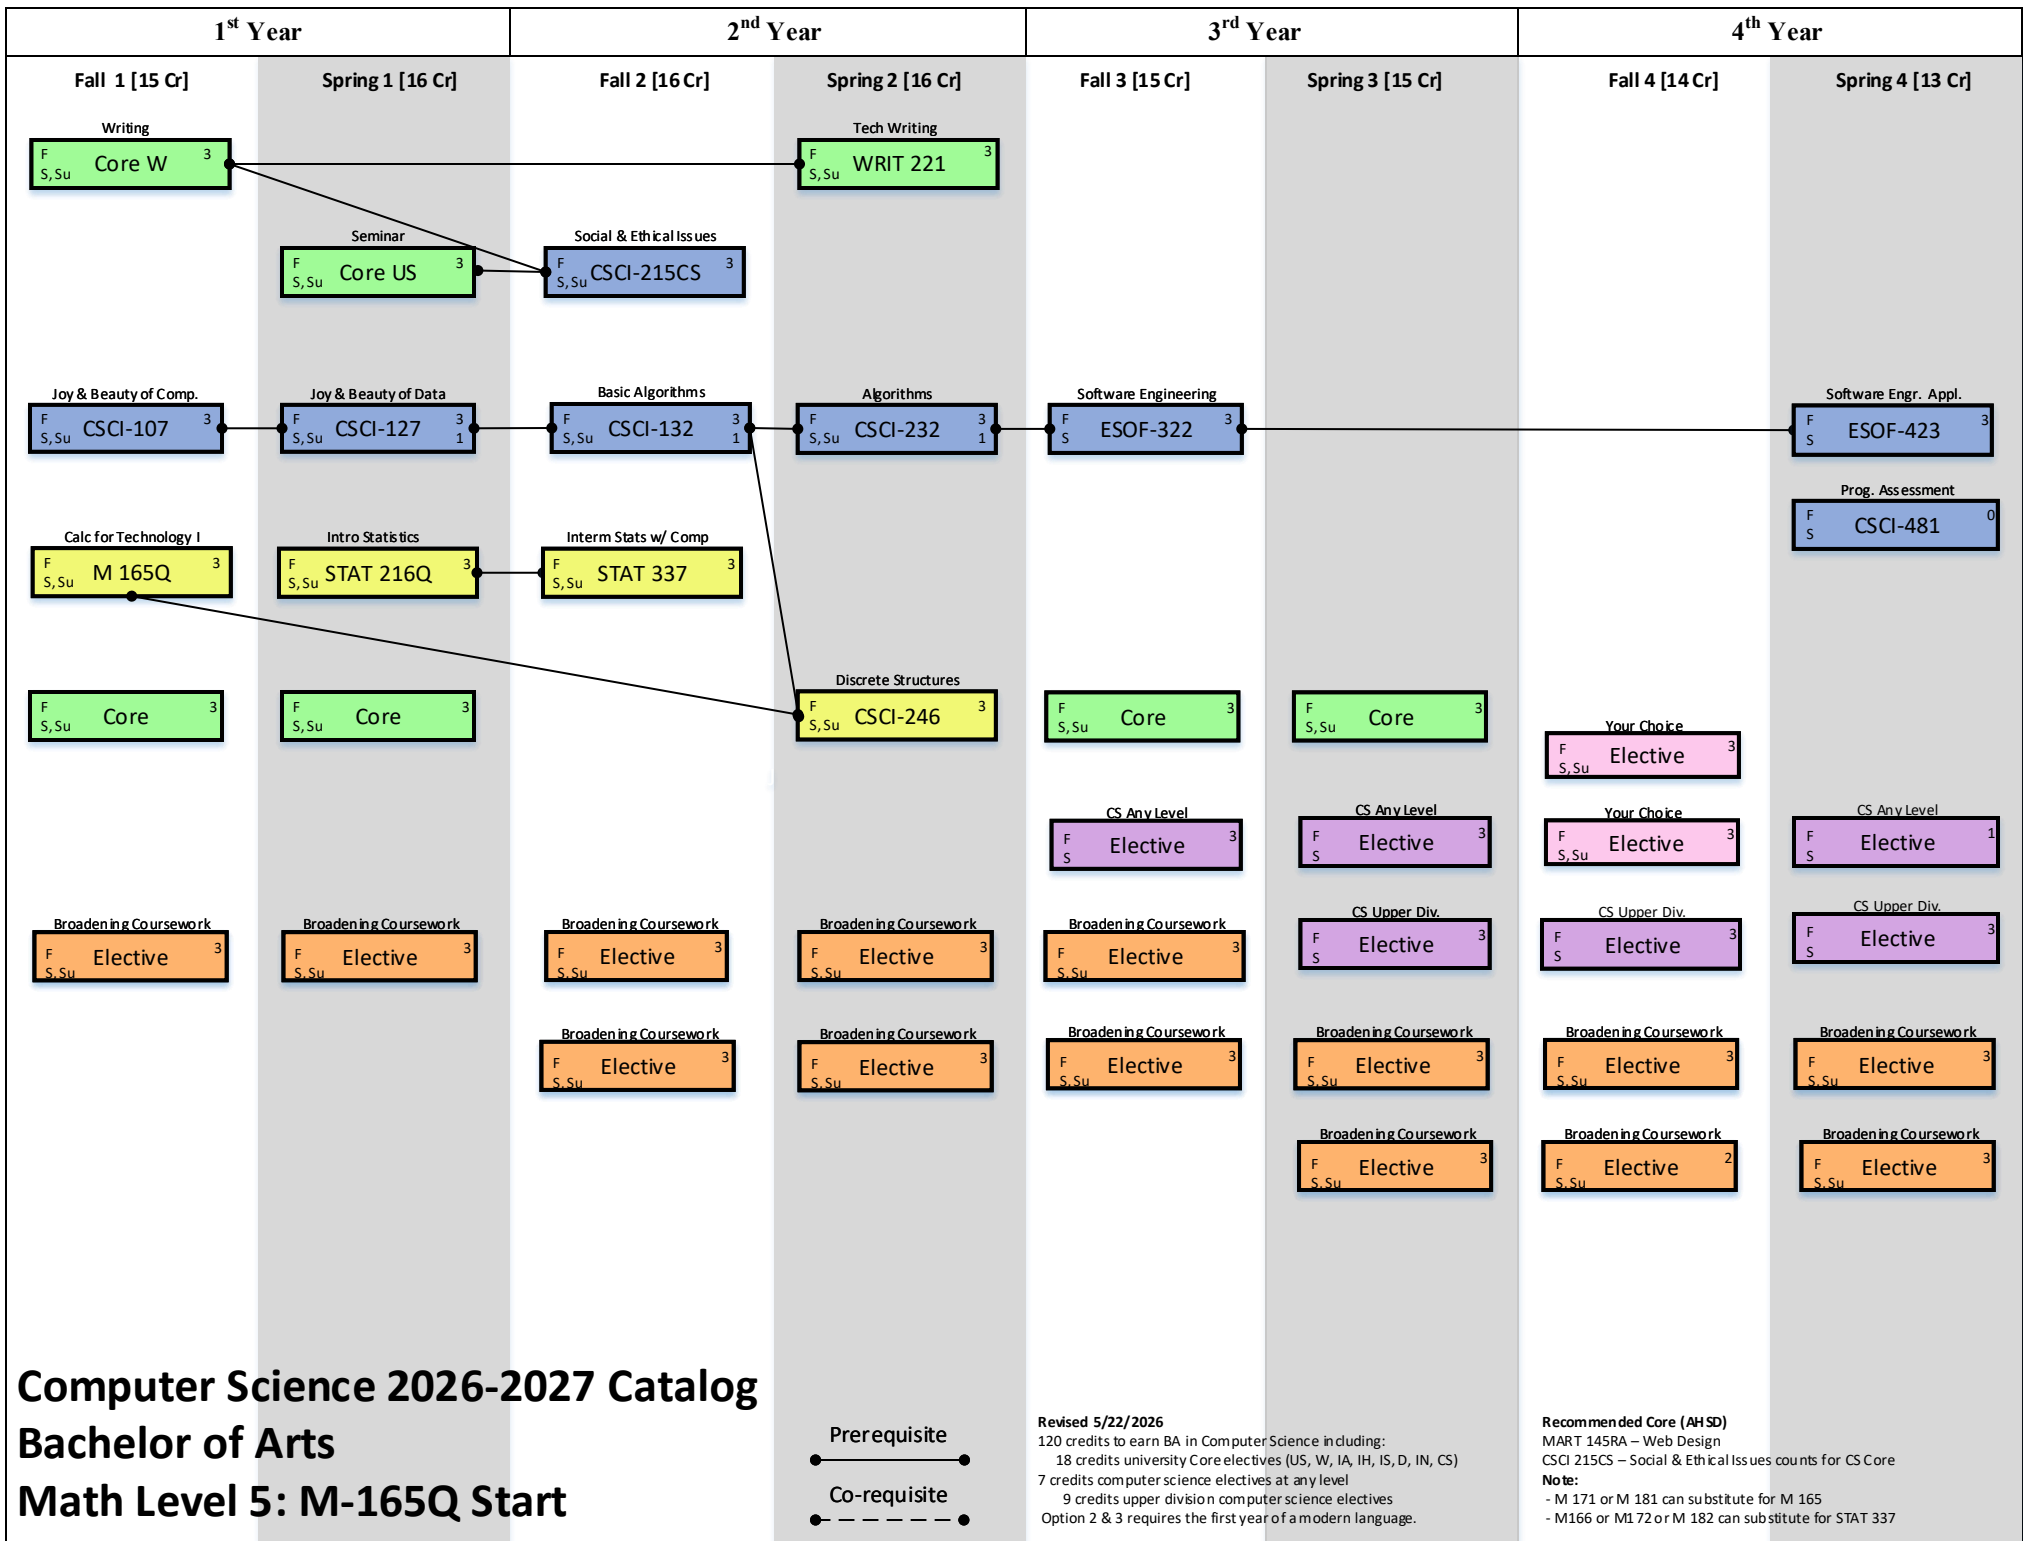 1st Year
2nd Year
3rd Year
4th Year
Fall 1 [15 Cr]
Spring 1 [16 Cr]
Fall 2 [16 Cr]
Spring 2 [16 Cr]
Fall 3 [15 Cr]
Spring 3 [15 Cr]
Fall 4 [14 Cr]
Spring 4 [13 Cr]
Writing
F S, Su Core W 3
Tech Writing
F S, Su WRIT 221 3
Seminar
F S, Su Core US 3
Social & Ethical Issues
F S, Su CSCI-215CS 3
Joy & Beauty of Comp.
F S, Su CSCI-107 3
Joy & Beauty of Data
F S, Su CSCI-127 3 1
Basic Algorithms
F S, Su CSCI-132 3 1
Algorithms
F S, Su CSCI-232 3 1
Software Engineering
F S ESOF-322 3
Software Engr. Appl.
F S ESOF-423 3
Prog. Assessment
F S CSCI-481 0
Calc for Technology I
F S, Su M 165Q 3
Intro Statistics
F S, Su STAT 216Q 3
Interm Stats w/ Comp
F S, Su STAT 337 3
F S, Su Core 3
F S, Su Core 3
Discrete Structures
F S, Su CSCI-246 3
F S, Su Core 3
F S, Su Core 3
Your Choice
F S, Su Elective 3
CS Any Level
F S Elective 3
CS Any Level
F S Elective 3
Your Choice
F S, Su Elective 3
CS Any Level
F S Elective 1
Broadening Coursework
F S, Su Elective 3
Broadening Coursework
F S, Su Elective 3
Broadening Coursework
F S, Su Elective 3
Broadening Coursework
F S, Su Elective 3
Broadening Coursework
F S, Su Elective 3
CS Upper Div.
F S Elective 3
CS Upper Div.
F S Elective 3
CS Upper Div.
F S Elective 3
Broadening Coursework
F S, Su Elective 3
Broadening Coursework
F S, Su Elective 3
Broadening Coursework
F S, Su Elective 3
Broadening Coursework
F S, Su Elective 3
Broadening Coursework
F S, Su Elective 3
Broadening Coursework
F S, Su Elective 3
Broadening Coursework
F S, Su Elective 3
Broadening Coursework
F S, Su Elective 2
Broadening Coursework
F S, Su Elective 3
Computer Science 2026-2027 Catalog
Bachelor of Arts
Math Level 5: M-165Q Start
Prerequisite
Co-requisite
Revised 5/22/2026
120 credits to earn BA in Computer Science including:
18 credits university Core electives (US, W, IA, IH, IS, D, IN, CS)
7 credits computer science electives at any level
9 credits upper division computer science electives
Option 2 & 3 requires the first year of a modern language.
Recommended Core (AHSD)
MART 145RA – Web Design
CSCI 215CS – Social & Ethical Issues counts for CS Core
Note:
- M 171 or M 181 can substitute for M 165
- M166 or M172 or M 182 can substitute for STAT 337